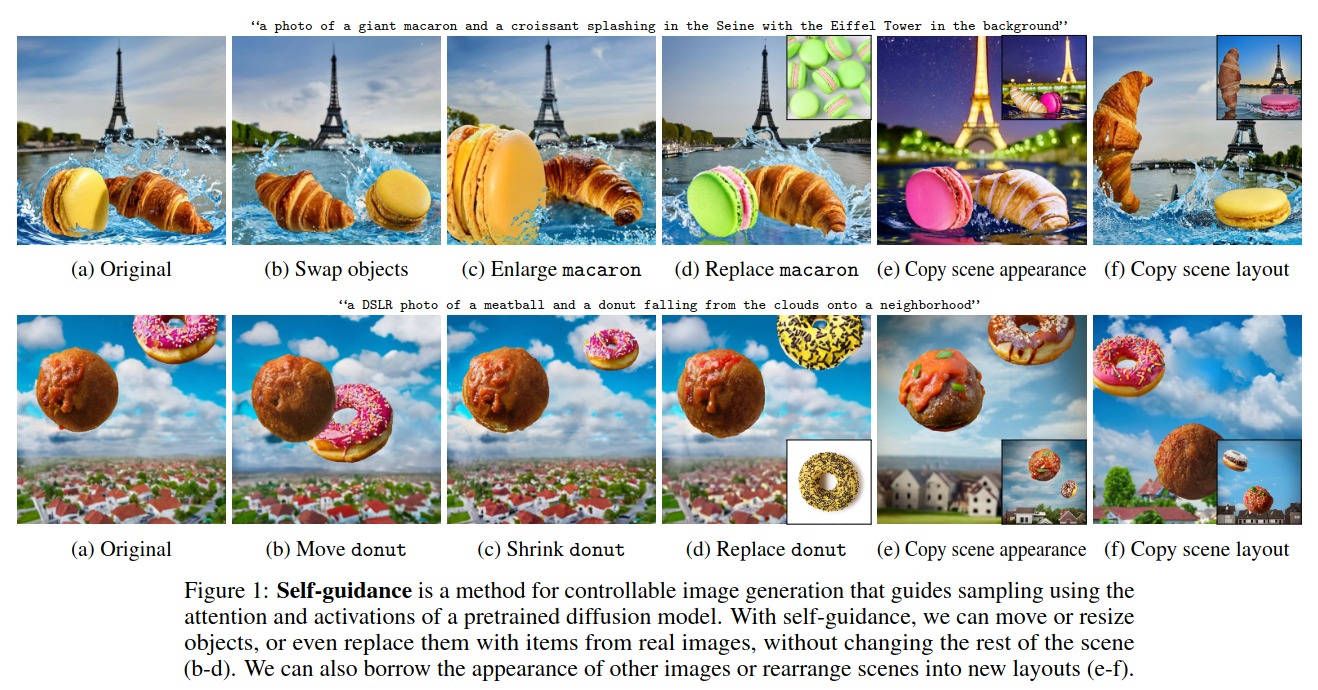 “a photo of a giant macaron and a croissant splashing in the Seine with the Eiffel Tower in the background”
(a) Original (b) Swap objects (c) Enlarge macaron (d) Replace macaron (e) Copy scene appearance (f) Copy scene layout
“a DSLR photo of a meatball and a donut falling from the clouds onto a neighborhood”
(a) Original (b) Move donut (c) Shrink donut (d) Replace donut (e) Copy scene appearance (f) Copy scene layout
Figure 1: Self-guidance is a method for controllable image generation that guides sampling using the
attention and activations of a pretrained diffusion model. With self-guidance, we can move or resize
objects, or even replace them with items from real images, without changing the rest of the scene
(b-d). We can also borrow the appearance of other images or rearrange scenes into new layouts (e-f).